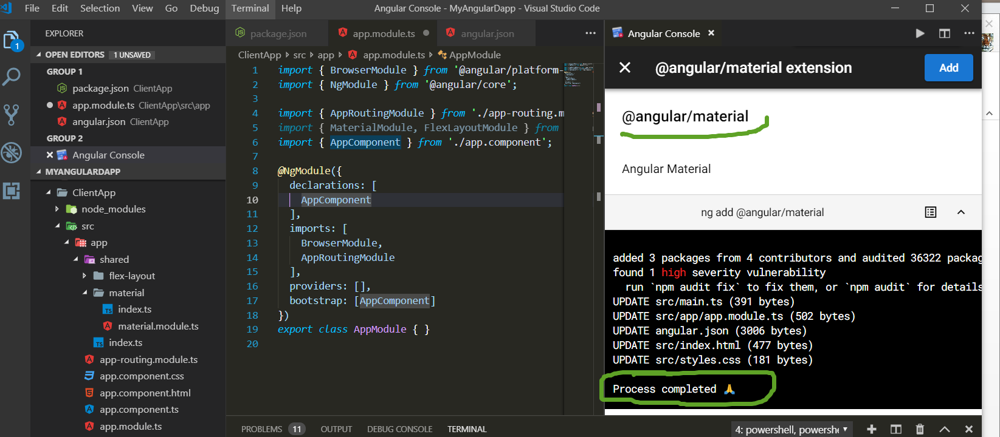 File Edit Selection View Go Debug Terminal Help Angular Console - MyAngularDapp - Visual Studio Code
EXPLORER
1
OPEN EDITORS 1 UNSAVED
GROUP 1
package.json ClientApp
app.module.ts ClientApp\src\app
angular.json ClientApp
GROUP 2
Angular Console
MYANGULARDAPP
ClientApp
node_modules
src
app
shared
flex-layout
material
index.ts
material.module.ts
index.ts
app-routing.module.ts
app.component.css
app.component.html
app.component.ts
app.module.ts
package.json app.module.ts angular.json
ClientApp > src > app > app.module.ts > AppModule
1 import { BrowserModule } from '@angular/platform-
2 import { NgModule } from '@angular/core';
3
4 import { AppRoutingModule } from './app-routing.m
5 import { MaterialModule, FlexLayoutModule } from
6 import { AppComponent } from './app.component';
7
8 @NgModule({
9 declarations: [
10 AppComponent
11 ],
12 imports: [
13 BrowserModule,
14 AppRoutingModule
15 ],
16 providers: [],
17 bootstrap: [AppComponent]
18 })
19 export class AppModule { }
20
Angular Console
@angular/material extension Add
@angular/material
Angular Material
ng add @angular/material
added 3 packages from 4 contributors and audited 36322 packag
found 1 high severity vulnerability
run `npm audit fix` to fix them, or `npm audit` for details
UPDATE src/main.ts (391 bytes)
UPDATE src/app/app.module.ts (502 bytes)
UPDATE angular.json (3006 bytes)
UPDATE src/index.html (477 bytes)
UPDATE src/styles.css (181 bytes)
Process completed 🙏
PROBLEMS 11 OUTPUT DEBUG CONSOLE TERMINAL 4: powershell, powershe